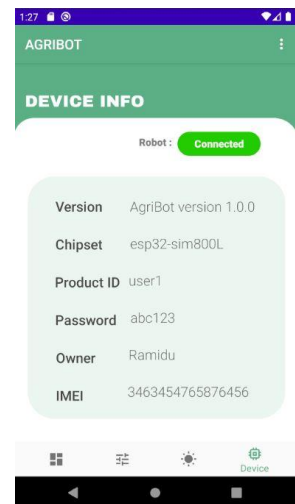 1:27
AGRIBOT
DEVICE INFO
Robot : Connected
Version AgriBot version 1.0.0
Chipset esp32-sim800L
Product ID user1
Password abc123
Owner Ramidu
IMEI 3463454765876456
Device